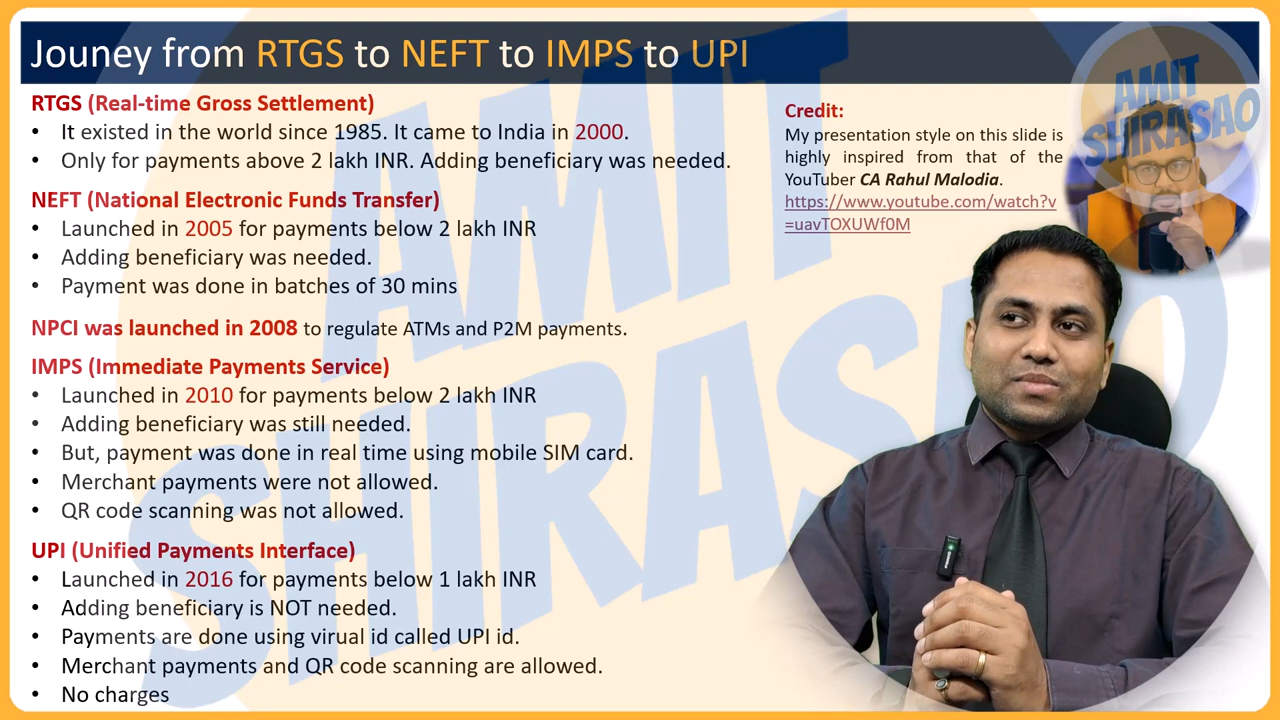 Jouney from RTGS to NEFT to IMPS to UPI
RTGS (Real-time Gross Settlement)
• It existed in the world since 1985. It came to India in 2000.
• Only for payments above 2 lakh INR. Adding beneficiary was needed.
NEFT (National Electronic Funds Transfer)
• Launched in 2005 for payments below 2 lakh INR
• Adding beneficiary was needed.
• Payment was done in batches of 30 mins
NPCI was launched in 2008 to regulate ATMs and P2M payments.
IMPS (Immediate Payments Service)
• Launched in 2010 for payments below 2 lakh INR
• Adding beneficiary was still needed.
• But, payment was done in real time using mobile SIM card.
• Merchant payments were not allowed.
• QR code scanning was not allowed.
UPI (Unified Payments Interface)
• Launched in 2016 for payments below 1 lakh INR
• Adding beneficiary is NOT needed.
• Payments are done using virual id called UPI id.
• Merchant payments and QR code scanning are allowed.
• No charges
Credit:
My presentation style on this slide is
highly inspired from that of the
YouTuber CA Rahul Malodia.
https://www.youtube.com/watch?v
=uavTOXUWf0M
AMIT
SHIRASAO
AMIT
SHIRASAO